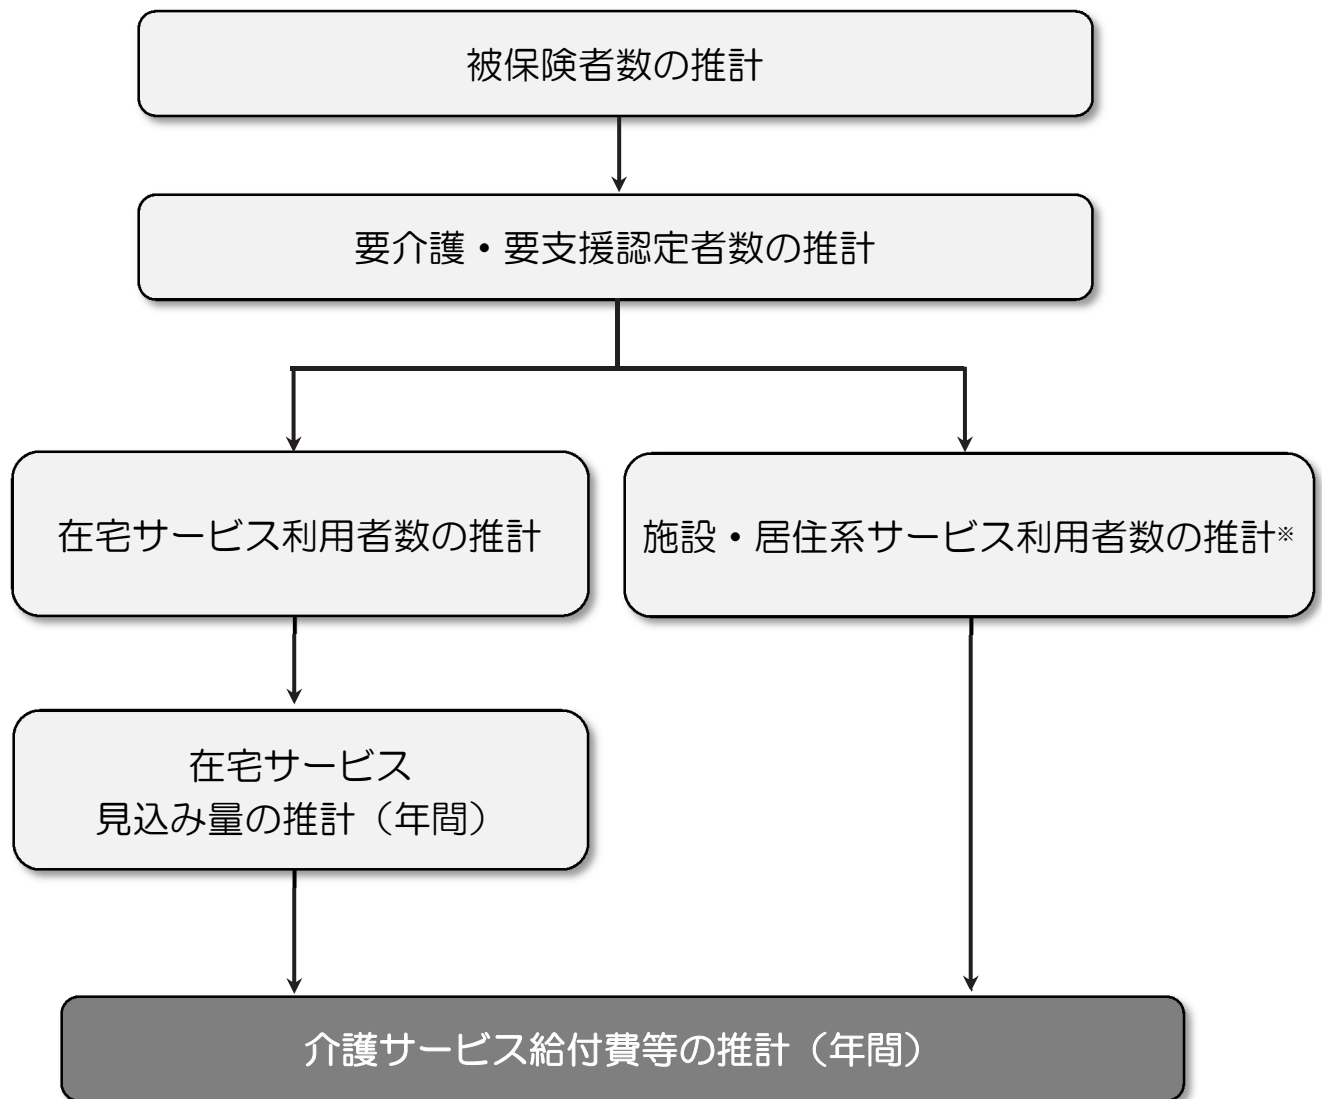 被保険者数の推計
要介護・要支援認定者数の推計
在宅サービス利用者数の推計
施設・居住系サービス利用者数の推計※
在宅サービス
見込み量の推計（年間）
介護サービス給付費等の推計（年間）